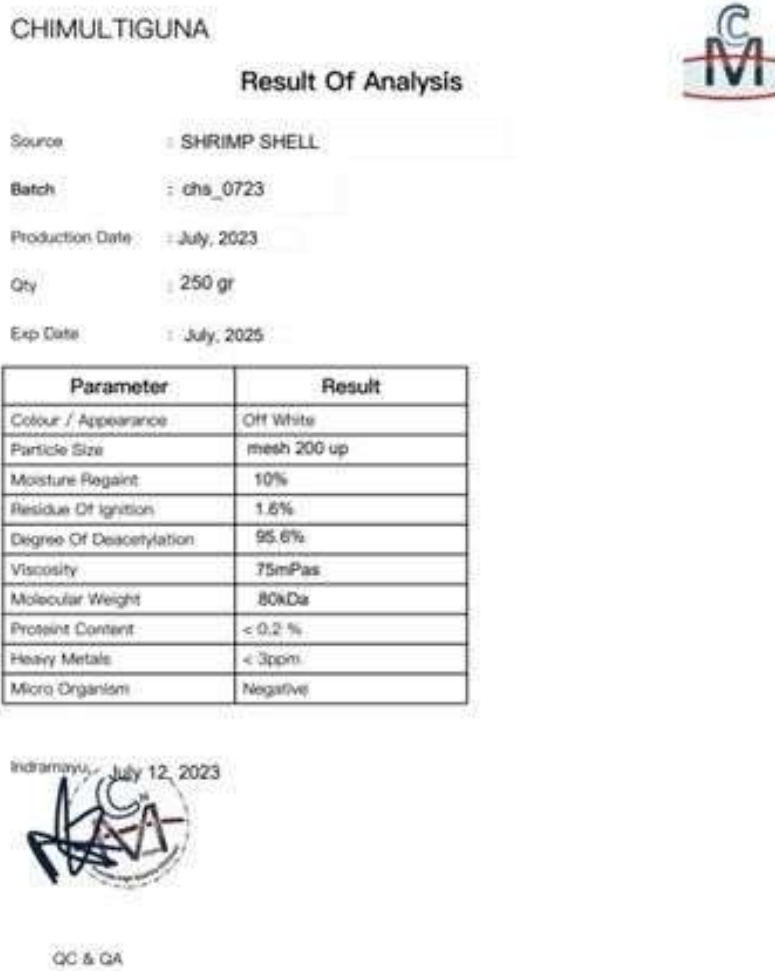 CHIMULTIGUNA
CM
Result Of Analysis
Source : SHRIMP SHELL
Batch : chs_0723
Production Date : July, 2023
Qty : 250 gr
Exp Date : July, 2025
Parameter Result
Colour / Appearance Off White
Particle Size mesh 200 up
Moisture Regaint 10%
Residue Of Ignition 1.6%
Degree Of Deacetylation 95.6%
Viscosity 75mPas
Molecular Weight 80kDa
Proteint Content < 0.2 %
Heavy Metals < 3ppm
Micro Organism Negative
Indramayu, July 12, 2023
QC & QA